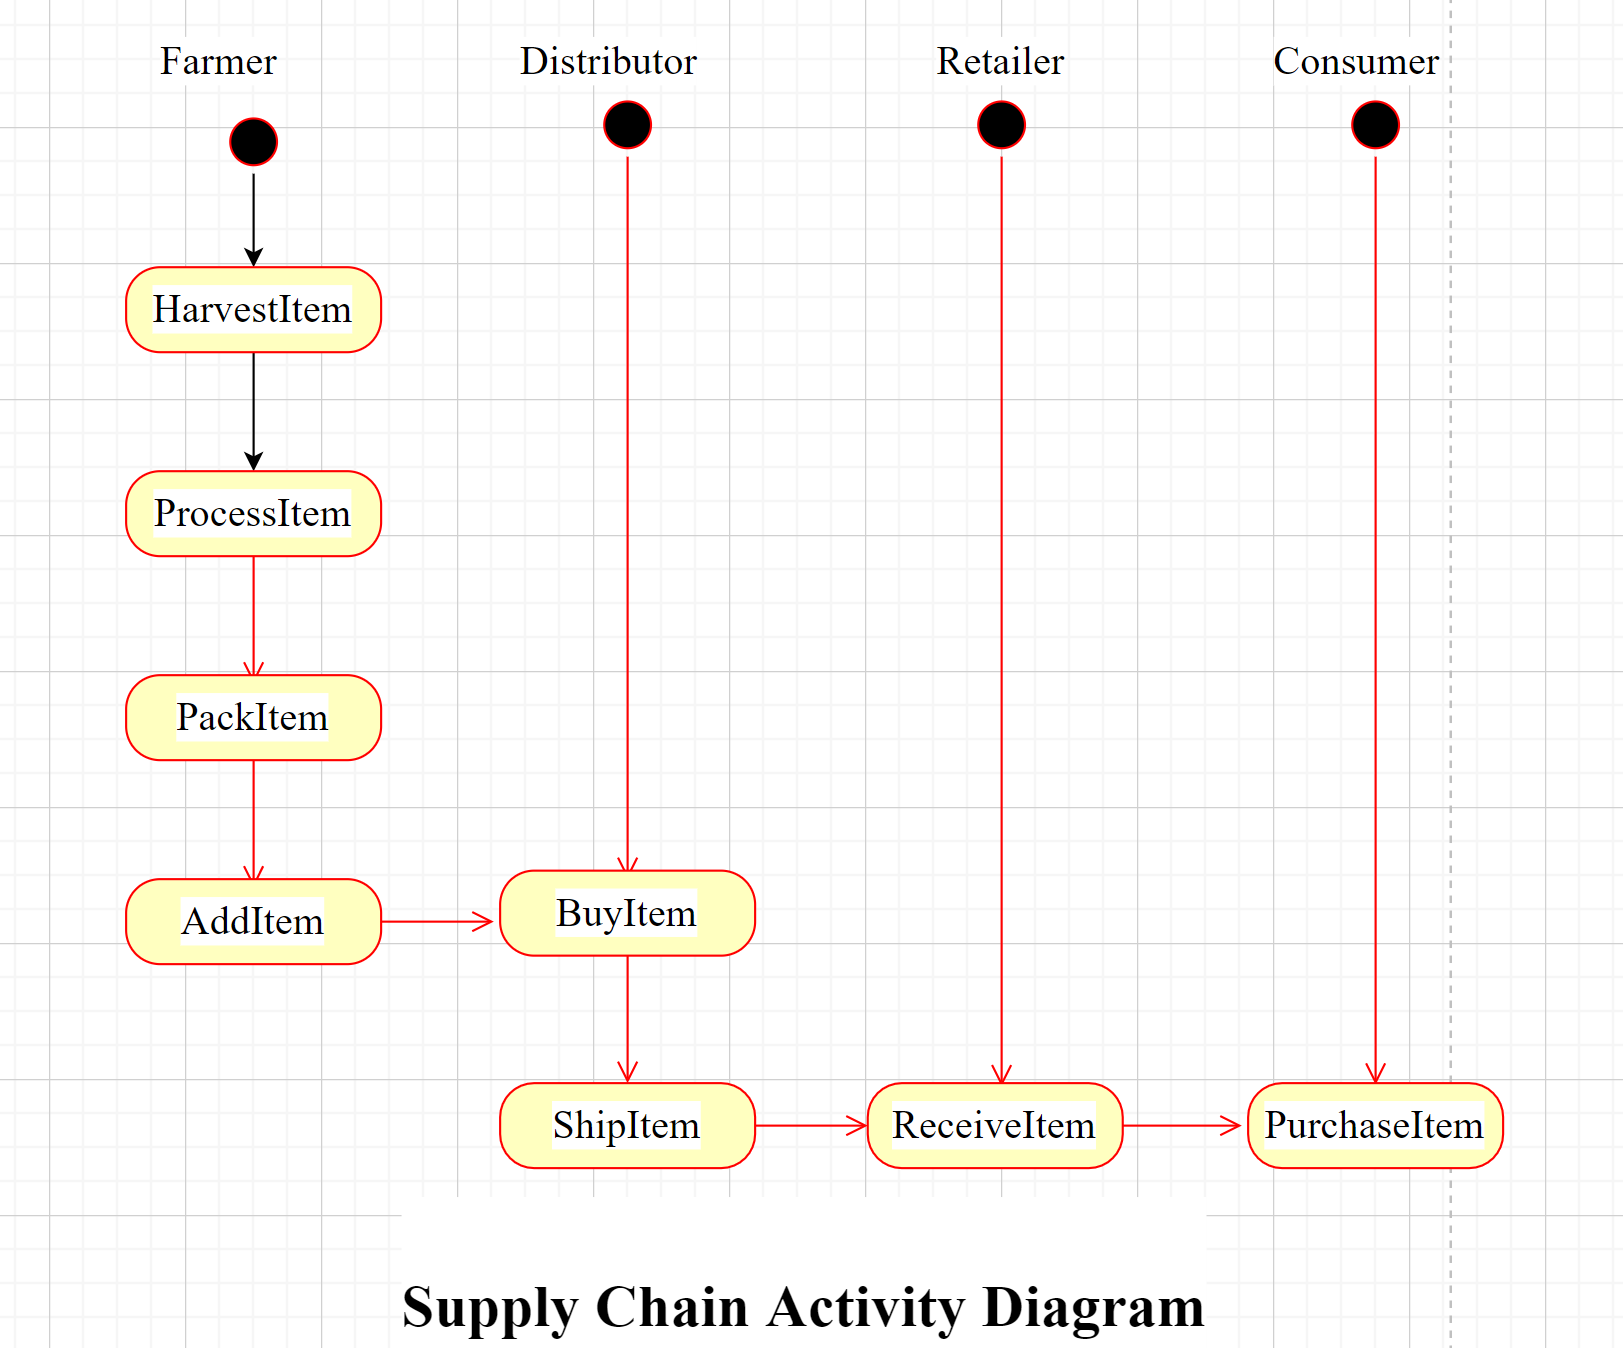 Farmer
Distributor
Retailer
Consumer
HarvestItem
ProcessItem
PackItem
AddItem
BuyItem
ShipItem
ReceiveItem
PurchaseItem
Supply Chain Activity Diagram